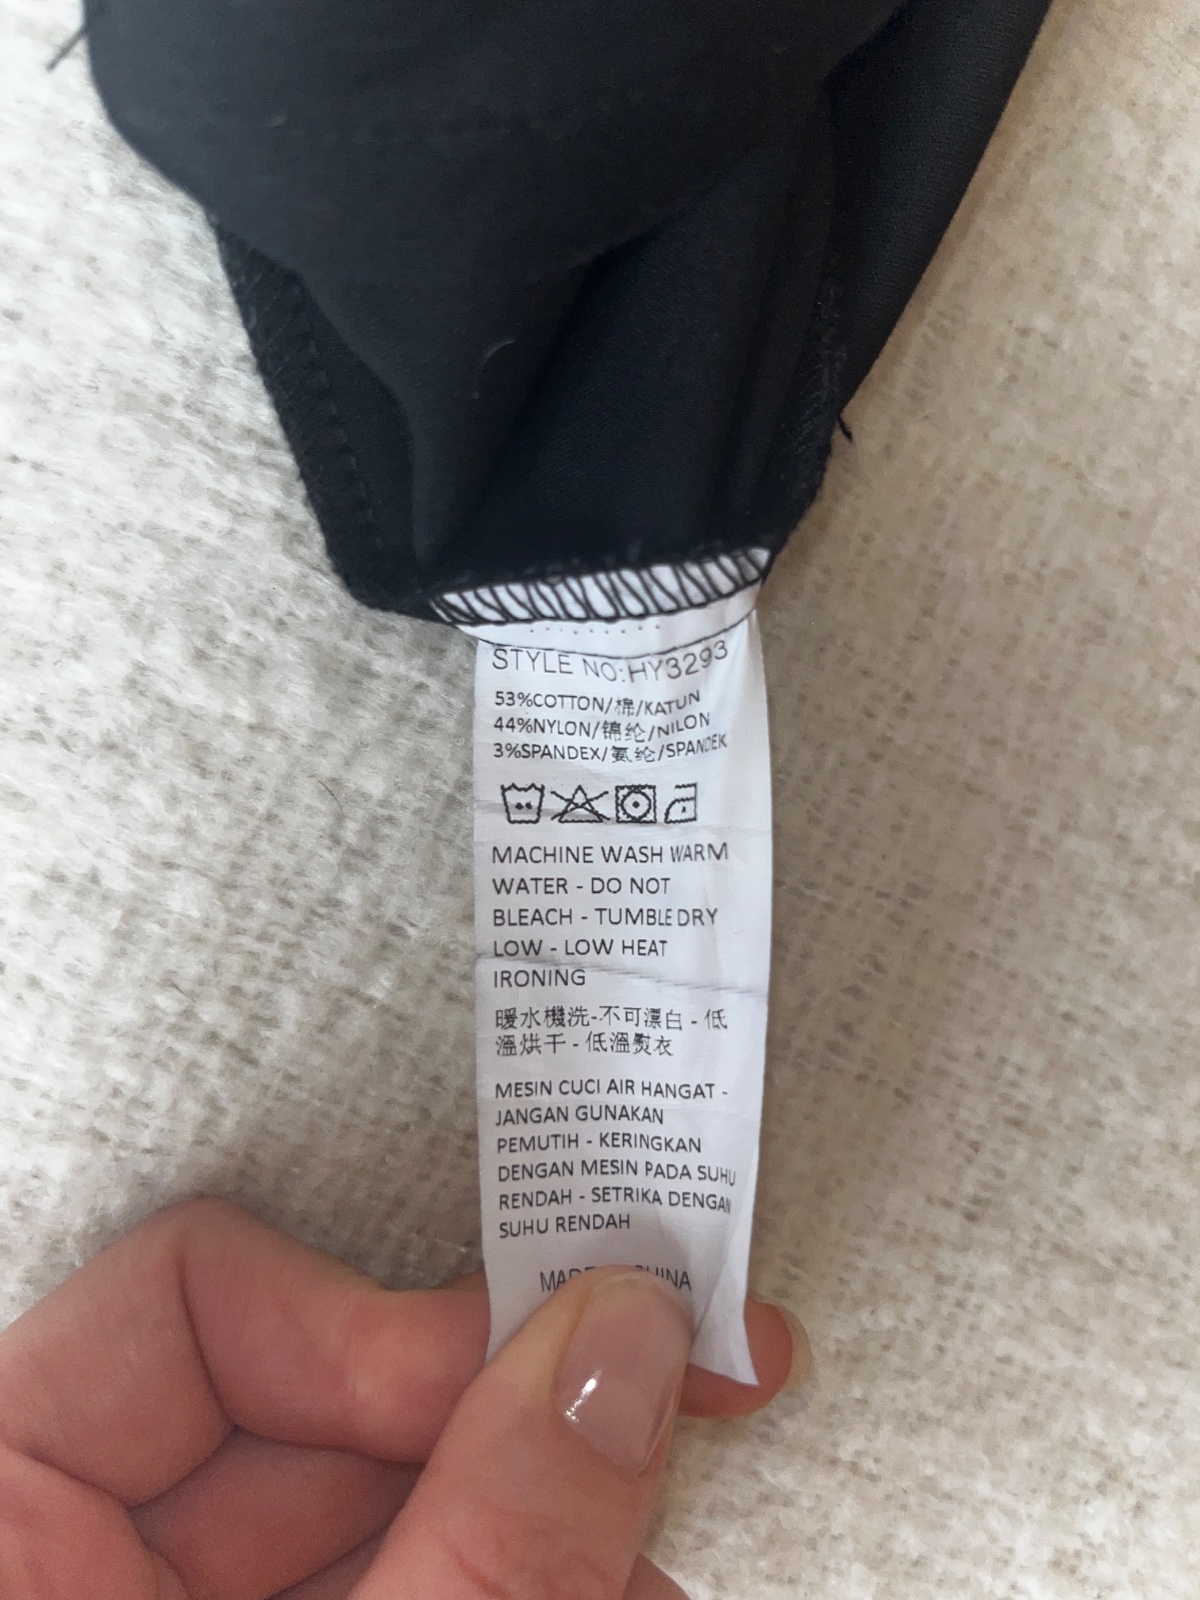 STYLE NO:HY3293
53%COTTON/棉/KATUN
44%NYLON/锦纶/NILON
3%SPANDEX/氨纶/SPANDEK
MACHINE WASH WARM
WATER - DO NOT
BLEACH - TUMBLE DRY
LOW - LOW HEAT
IRONING
暖水機洗-不可漂白 - 低
溫烘干 - 低溫熨衣
MESIN CUCI AIR HANGAT -
JANGAN GUNAKAN
PEMUTIH - KERINGKAN
DENGAN MESIN PADA SUHU
RENDAH - SETRIKA DENGAN
SUHU RENDAH
MADE CHINA